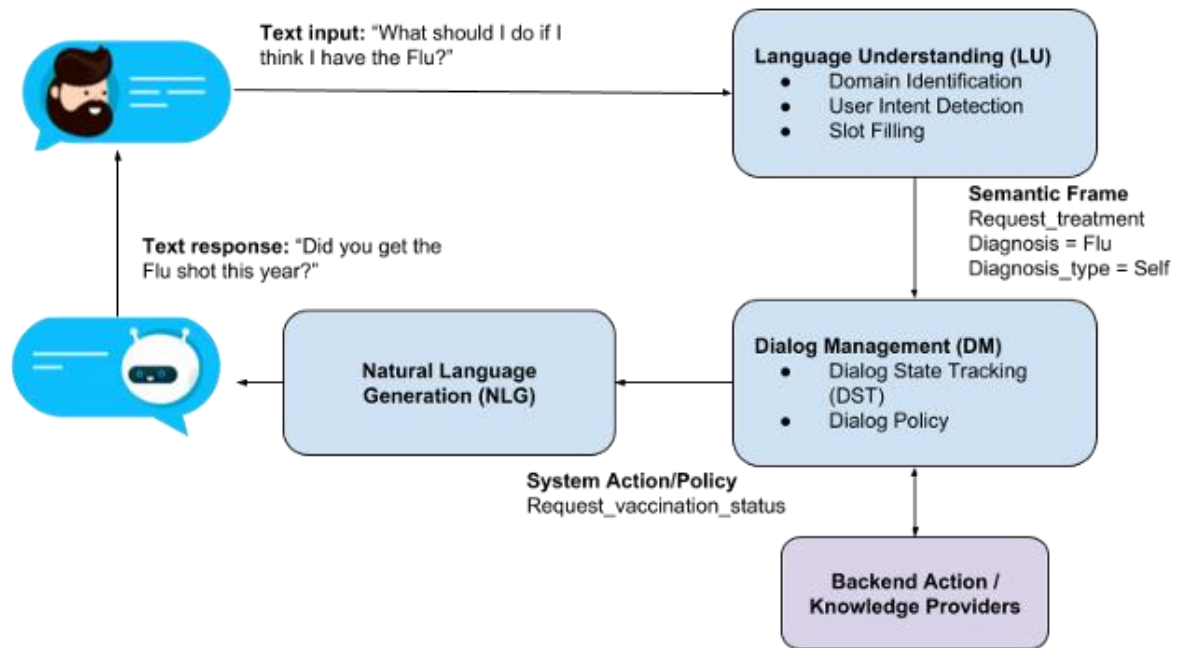 Text input: “What should I do if I
think I have the Flu?”
Language Understanding (LU)
● Domain Identification
● User Intent Detection
● Slot Filling
Semantic Frame
Request_treatment
Diagnosis = Flu
Diagnosis_type = Self
Text response: “Did you get the
Flu shot this year?”
Natural Language
Generation (NLG)
Dialog Management (DM)
● Dialog State Tracking
(DST)
● Dialog Policy
System Action/Policy
Request_vaccination_status
Backend Action /
Knowledge Providers